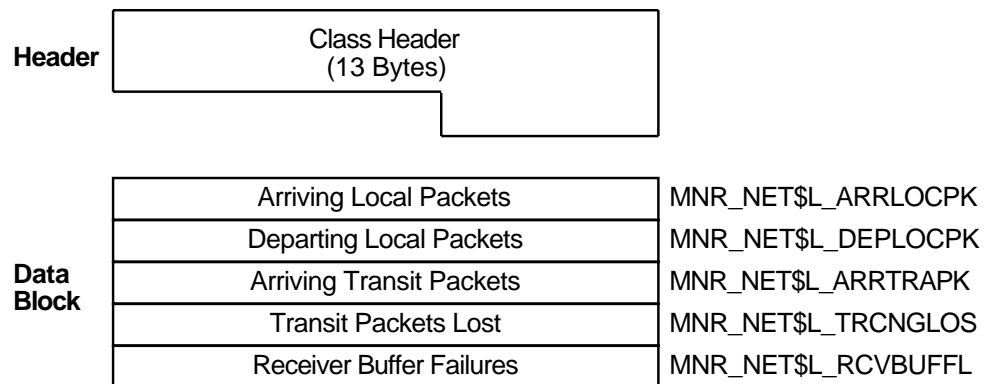 Header
Class Header
(13 Bytes)
Arriving Local Packets MNR_NET$L_ARRLOCPK
Departing Local Packets MNR_NET$L_DEPLOCPK
Data
Block
Arriving Transit Packets MNR_NET$L_ARRTRAPK
Transit Packets Lost MNR_NET$L_TRCNGLOS
Receiver Buffer Failures MNR_NET$L_RCVBUFFL